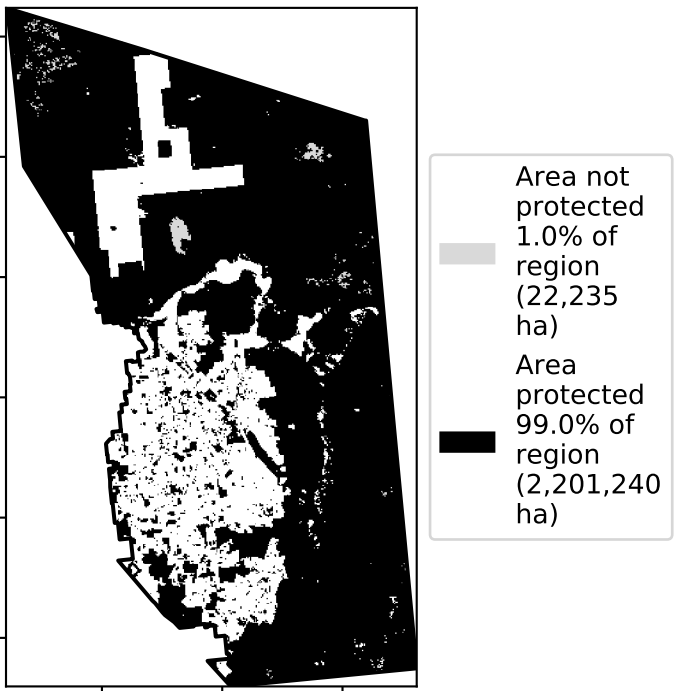 Area not
protected
1.0% of
region
(22,235
ha)
Area
protected
99.0% of
region
(2,201,240
ha)